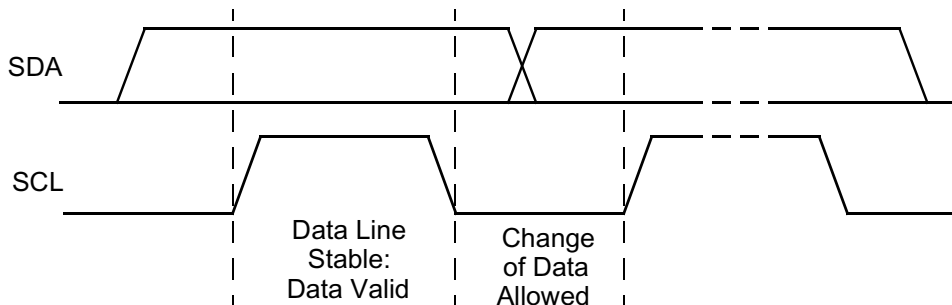 SDA
SCL
Data Line
Stable:
Data Valid
Change
of Data
Allowed